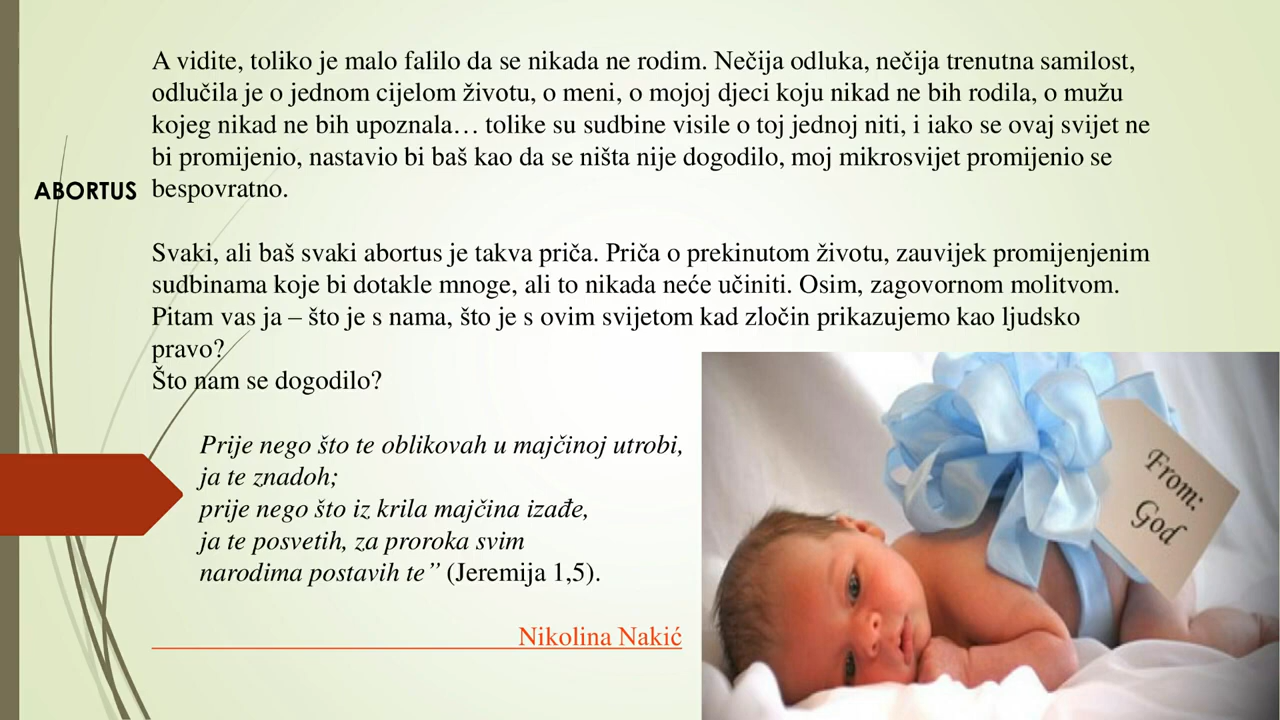 A vidite, toliko je malo falilo da se nikada ne rodim. Nečija odluka, nečija trenutna samilost,
odlučila je o jednom cijelom životu, o meni, o mojoj djeci koju nikad ne bih rodila, o mužu
kojeg nikad ne bih upoznala… tolike su sudbine visile o toj jednoj niti, i iako se ovaj svijet ne
bi promijenio, nastavio bi baš kao da se ništa nije dogodilo, moj mikrosvijet promijenio se
bespovratno.
ABORTUS
Svaki, ali baš svaki abortus je takva priča. Priča o prekinutom životu, zauvijek promijenjenim
sudbinama koje bi dotakle mnoge, ali to nikada neće učiniti. Osim, zagovornom molitvom.
Pitam vas ja – što je s nama, što je s ovim svijetom kad zločin prikazujemo kao ljudsko
pravo?
Što nam se dogodilo?
Prije nego što te oblikovah u majčinoj utrobi,
ja te znadoh;
prije nego što iz krila majčina izađe,
ja te posvetih, za proroka svim
narodima postavih te” (Jeremija 1,5).
Nikolina Nakić
From:
God